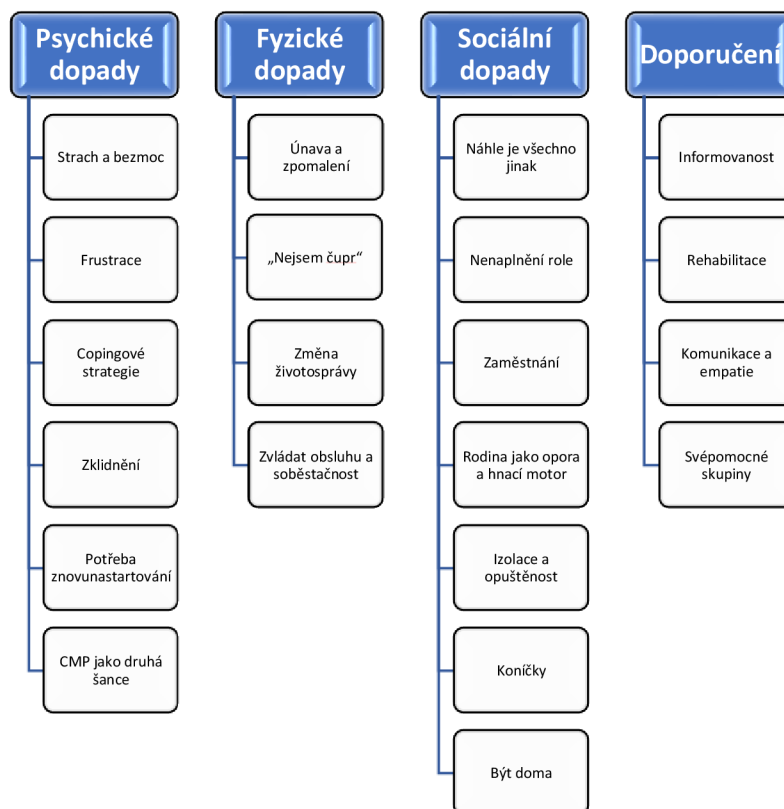 Psychické
dopady
Strach a bezmoc
Frustrace
Copingové
strategie
Zklidnění
Potřeba
znovunastartování
CMP jako druhá
šance
Fyzické
dopady
Únava a
zpomalení
„Nejsem čupr“
Změna
životosprávy
Zvládat obsluhu a
soběstačnost
Sociální
dopady
Náhle je všechno
jinak
Nenaplnění role
Zaměstnání
Rodina jako opora
a hnací motor
Izolace a
opuštěnost
Koníčky
Být doma
Doporučení
Informovanost
Rehabilitace
Komunikace a
empatie
Svépomocné
skupiny